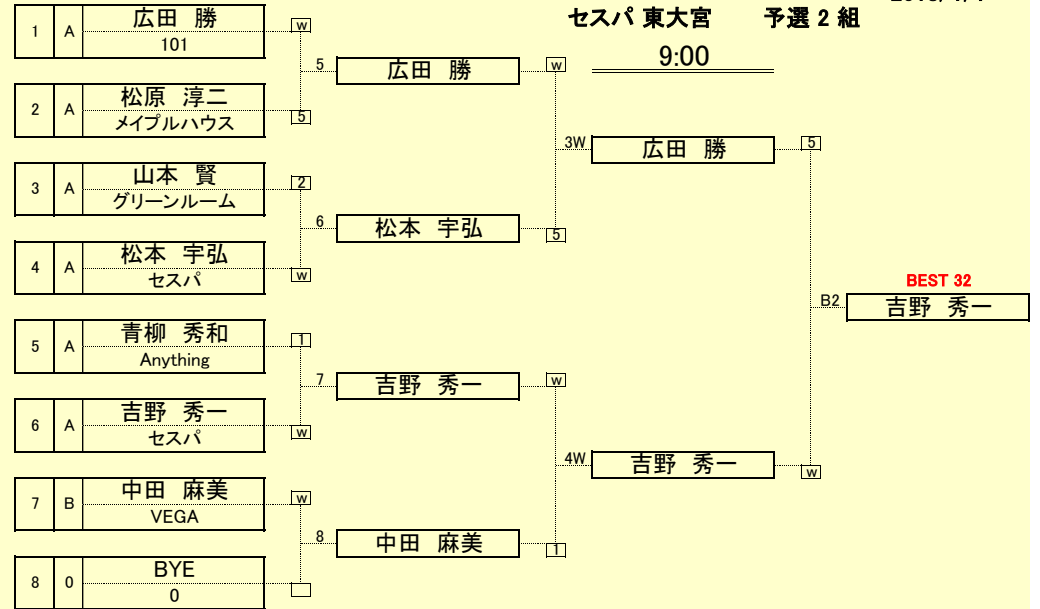 セスパ 東大宮 予選 2 組
9:00
1 A 広田 勝
101
w
5 広田 勝 w
2 A 松原 淳二
メイプルハウス
5
3W 広田 勝 5
3 A 山本 賢
グリーンルーム
2
6 松本 宇弘 5
4 A 松本 宇弘
セスパ
w
BEST 32
B2 吉野 秀一
5 A 青柳 秀和
Anything
1
7 吉野 秀一 w
6 A 吉野 秀一
セスパ
w
4W 吉野 秀一 w
7 B 中田 麻美
VEGA
w
8 中田 麻美 1
8 0 BYE
0